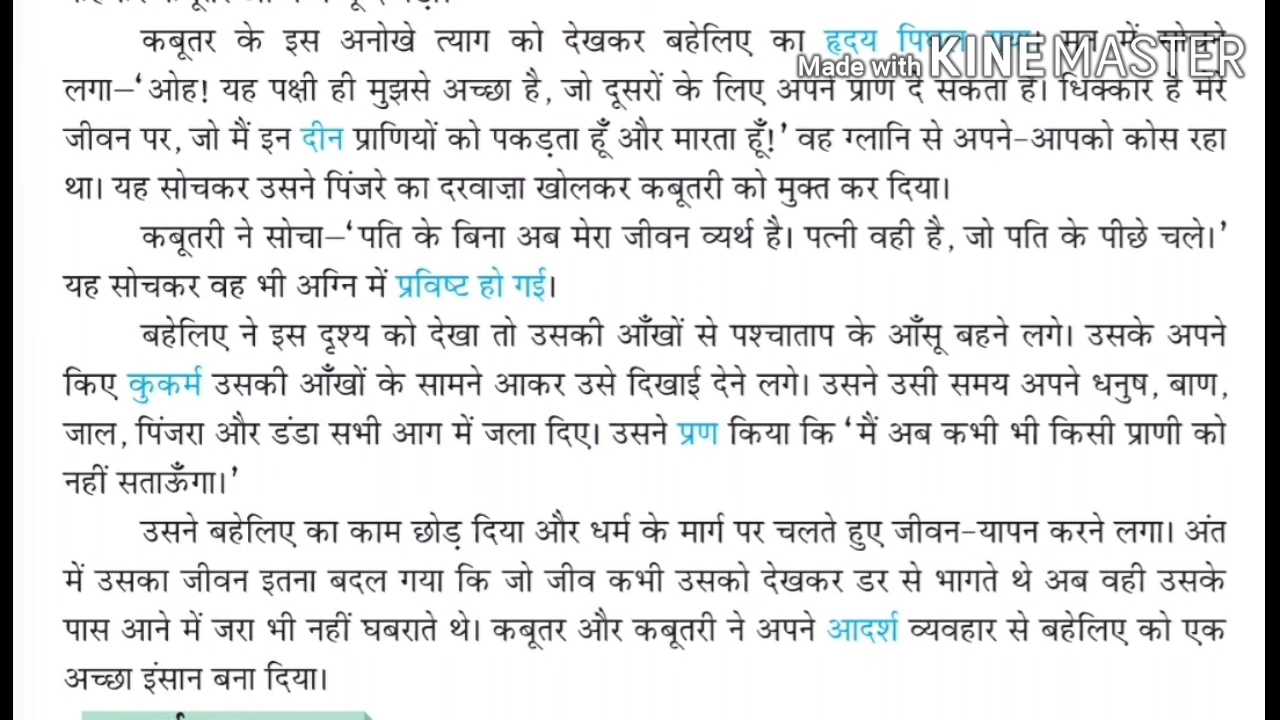 कबूतर के इस अनोखे त्याग को देखकर बहेलिए का हृदय
Made with KINEMASTER
लगा–‘ओह! यह पक्षी ही मुझसे अच्छा है, जो दूसरों के लिए अपने प्राण दे सकता है। धिक्कार है मेरे
जीवन पर, जो मैं इन दीन प्राणियों को पकड़ता हूँ और मारता हूँ!’ वह ग्लानि से अपने-आपको कोस रहा
था। यह सोचकर उसने पिंजरे का दरवाज़ा खोलकर कबूतरी को मुक्त कर दिया।
कबूतरी ने सोचा–‘पति के बिना अब मेरा जीवन व्यर्थ है। पत्नी वही है, जो पति के पीछे चले।’
यह सोचकर वह भी अग्नि में प्रविष्ट हो गई।
बहेलिए ने इस दृश्य को देखा तो उसकी आँखों से पश्चाताप के आँसू बहने लगे। उसके अपने
किए कुकर्म उसकी आँखों के सामने आकर उसे दिखाई देने लगे। उसने उसी समय अपने धनुष, बाण,
जाल, पिंजरा और डंडा सभी आग में जला दिए। उसने प्रण किया कि ‘मैं अब कभी भी किसी प्राणी को
नहीं सताऊँगा।’
उसने बहेलिए का काम छोड़ दिया और धर्म के मार्ग पर चलते हुए जीवन-यापन करने लगा। अंत
में उसका जीवन इतना बदल गया कि जो जीव कभी उसको देखकर डर से भागते थे अब वही उसके
पास आने में जरा भी नहीं घबराते थे। कबूतर और कबूतरी ने अपने आदर्श व्यवहार से बहेलिए को एक
अच्छा इंसान बना दिया।